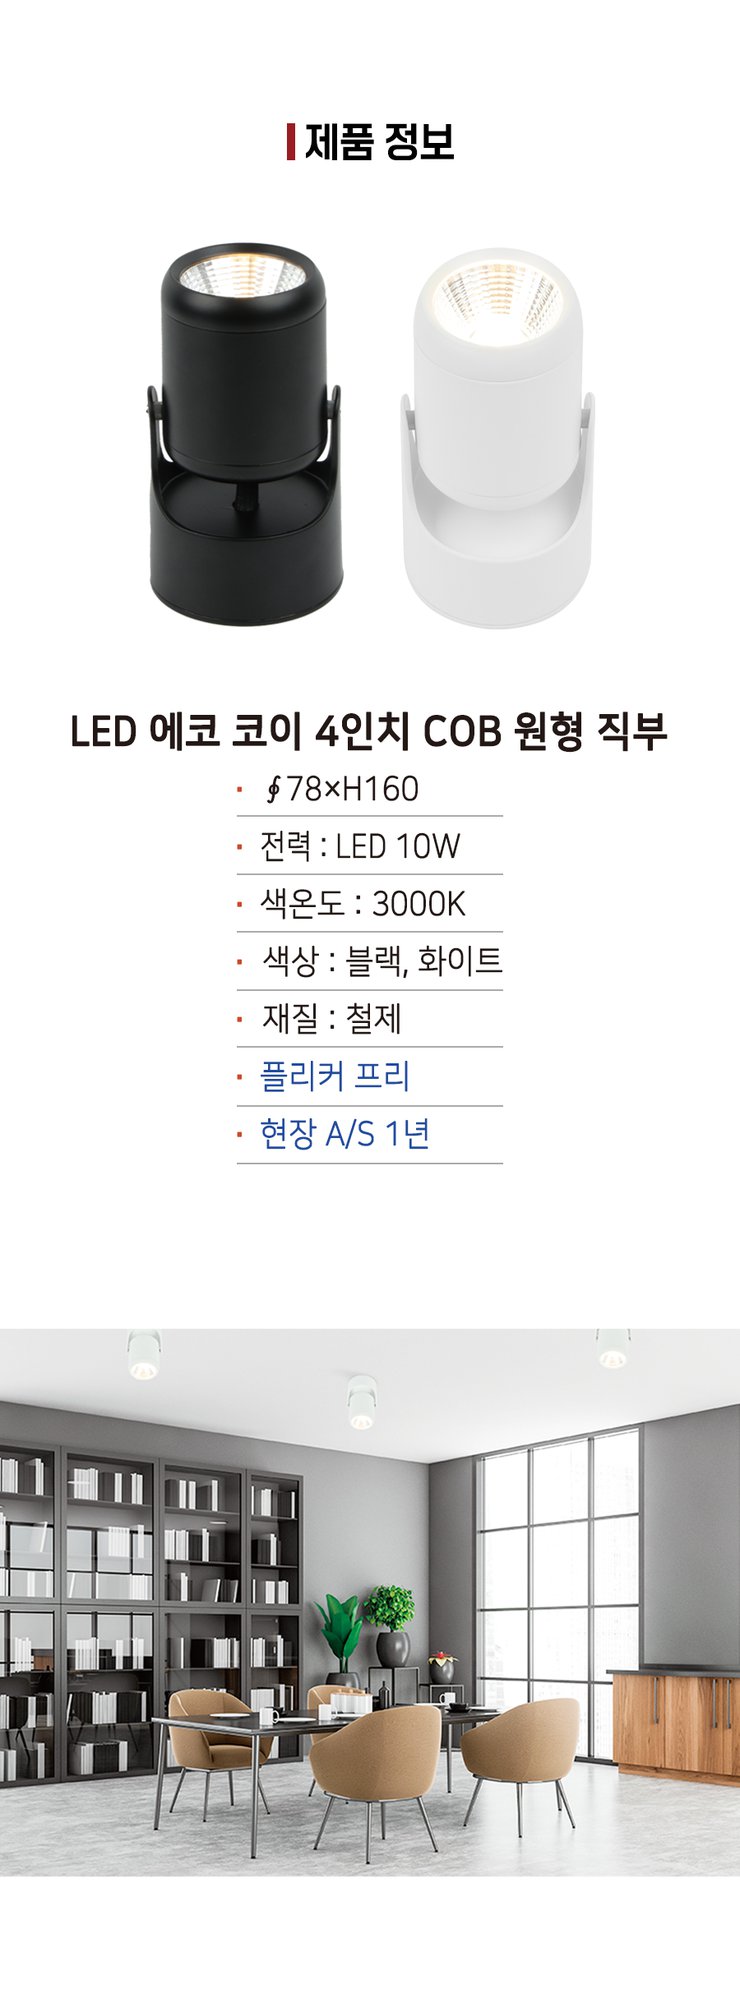 제품 정보
LED 에코 코이 4인치 COB 원형 직부
· ∮78×H160
· 전력 : LED 10W
· 색온도 : 3000K
· 색상 : 블랙, 화이트
· 재질 : 철제
· 플리커 프리
· 현장 A/S 1년